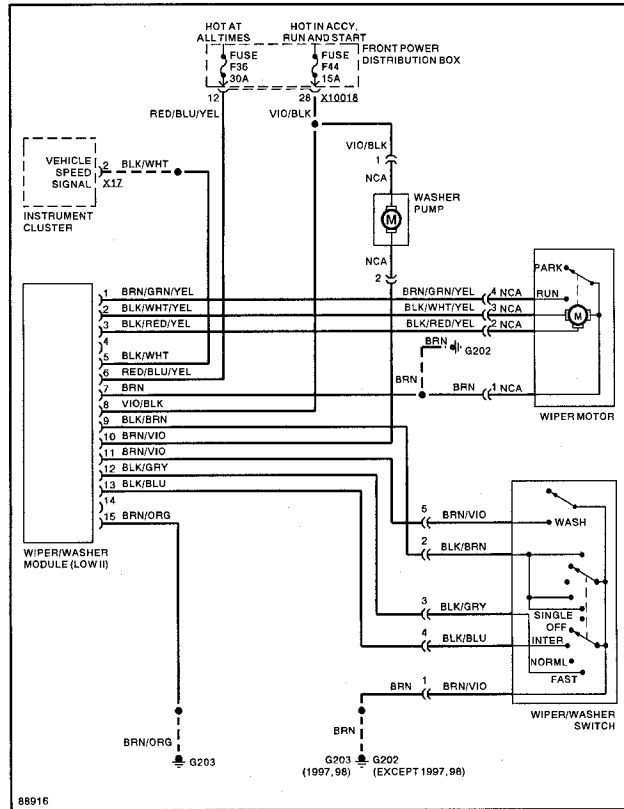 HOT AT
ALL TIMES
HOT IN ACCY,
RUN AND START
FUSE
F36
30A
FUSE
F44
15A
FRONT POWER
DISTRIBUTION BOX
12
28
X10018
RED/BLU/YEL
VIO/BLK
VIO/BLK
1
NCA
WASHER
PUMP
M
NCA
2
VEHICLE
SPEED
SIGNAL
2
BLK/WHT
X17
INSTRUMENT
CLUSTER
1 BRN/GRN/YEL
2 BLK/WHT/YEL
3 BLK/RED/YEL
4
5 BLK/WHT
6 RED/BLU/YEL
7 BRN
8 VIO/BLK
9 BLK/BRN
10 BRN/VIO
11 BRN/VIO
12 BLK/GRY
13 BLK/BLU
14
15 BRN/ORG
WIPER/WASHER
MODULE (LOW II)
BRN/GRN/YEL 4 NCA
BLK/WHT/YEL 3 NCA
BLK/RED/YEL 2 NCA
BRN
G202
BRN
BRN 1 NCA
PARK
RUN
M
WIPER MOTOR
5 BRN/VIO
2 BLK/BRN
3 BLK/GRY
4 BLK/BLU
BRN 1 BRN/VIO
WASH
SINGLE
OFF
INTER
NORML
FAST
WIPER/WASHER
SWITCH
BRN/ORG
G203
BRN
G203
(1997, 98)
G202
(EXCEPT 1997, 98)
88916